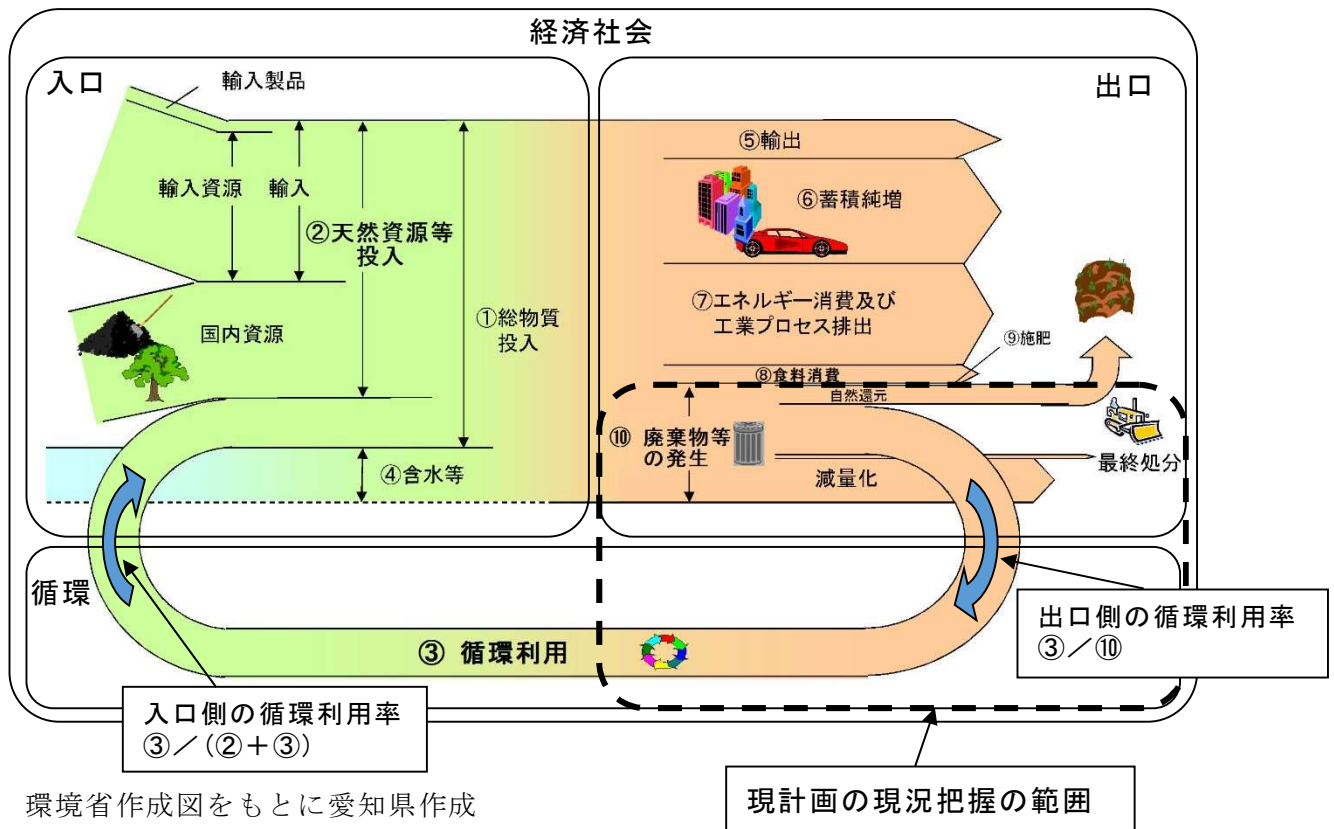 経済社会
入口
輸入製品
輸入資源
輸入
②天然資源等
投入
国内資源
①総物質
投入
④含水等
出口
⑤輸出
⑥蓄積純増
⑦エネルギー消費及び
工業プロセス排出
⑨施肥
⑧食料消費
自然還元
⑩ 廃棄物等
の発生
減量化
最終処分
循環
③ 循環利用
入口側の循環利用率
③/(②+③)
出口側の循環利用率
③/⑩
現計画の現況把握の範囲
環境省作成図をもとに愛知県作成